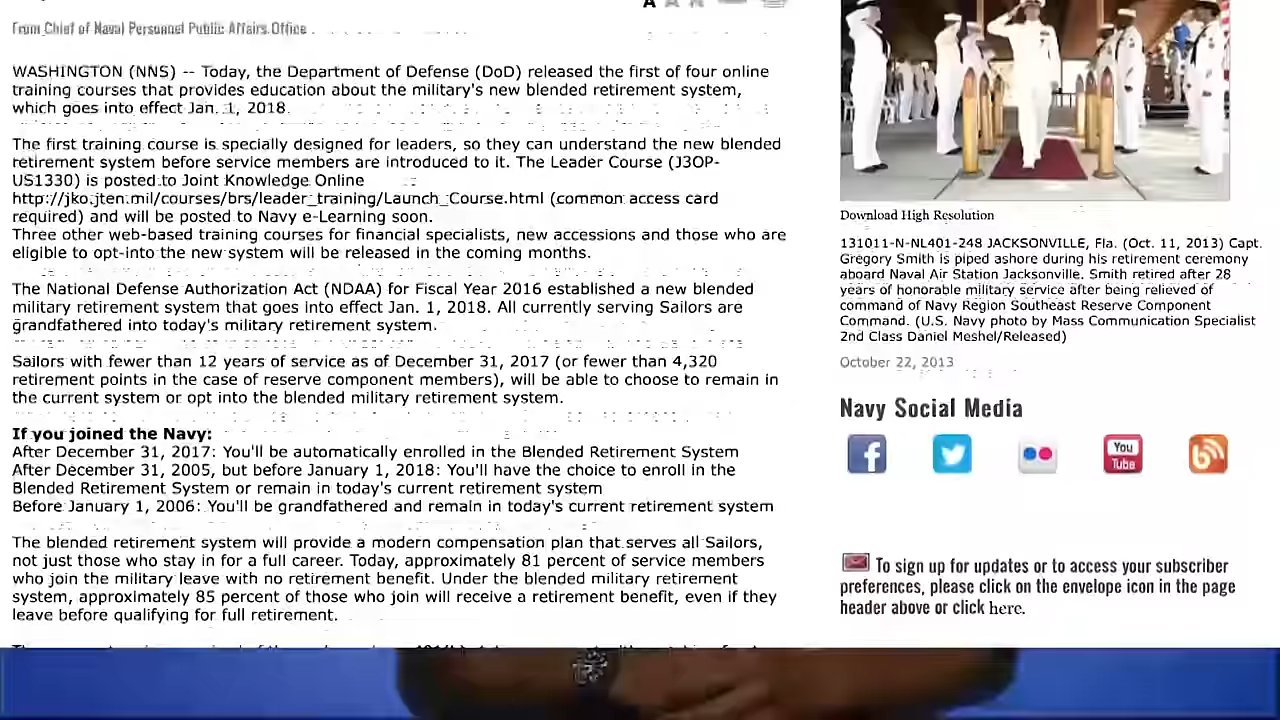 From Chief of Naval Personnel Public Affairs Office
WASHINGTON (NNS) -- Today, the Department of Defense (DoD) released the first of four online
training courses that provides education about the military's new blended retirement system,
which goes into effect Jan. 1, 2018.
The first training course is specially designed for leaders, so they can understand the new blended
retirement system before service members are introduced to it. The Leader Course (J3OP-
US1330) is posted to Joint Knowledge Online
http://jko.jten.mil/courses/brs/leader_training/Launch_Course.html (common access card
required) and will be posted to Navy e-Learning soon.
Three other web-based training courses for financial specialists, new accessions and those who are
eligible to opt-into the new system will be released in the coming months.
The National Defense Authorization Act (NDAA) for Fiscal Year 2016 established a new blended
military retirement system that goes into effect Jan. 1, 2018. All currently serving Sailors are
grandfathered into today's military retirement system.
Sailors with fewer than 12 years of service as of December 31, 2017 (or fewer than 4,320
retirement points in the case of reserve component members), will be able to choose to remain in
the current system or opt into the blended military retirement system.
If you joined the Navy:
After December 31, 2017: You'll be automatically enrolled in the Blended Retirement System
After December 31, 2005, but before January 1, 2018: You'll have the choice to enroll in the
Blended Retirement System or remain in today's current retirement system
Before January 1, 2006: You'll be grandfathered and remain in today's current retirement system
The blended retirement system will provide a modern compensation plan that serves all Sailors,
not just those who stay in for a full career. Today, approximately 81 percent of service members
who join the military leave with no retirement benefit. Under the blended military retirement
system, approximately 85 percent of those who join will receive a retirement benefit, even if they
leave before qualifying for full retirement.
Download High Resolution
131011-N-NL401-248 JACKSONVILLE, Fla. (Oct. 11, 2013) Capt.
Gregory Smith is piped ashore during his retirement ceremony
aboard Naval Air Station Jacksonville. Smith retired after 28
years of honorable military service after being relieved of
command of Navy Region Southeast Reserve Component
Command. (U.S. Navy photo by Mass Communication Specialist
2nd Class Daniel Meshel/Released)
October 22, 2013
Navy Social Media
You
Tube
To sign up for updates or to access your subscriber
preferences, please click on the envelope icon in the page
header above or click here.